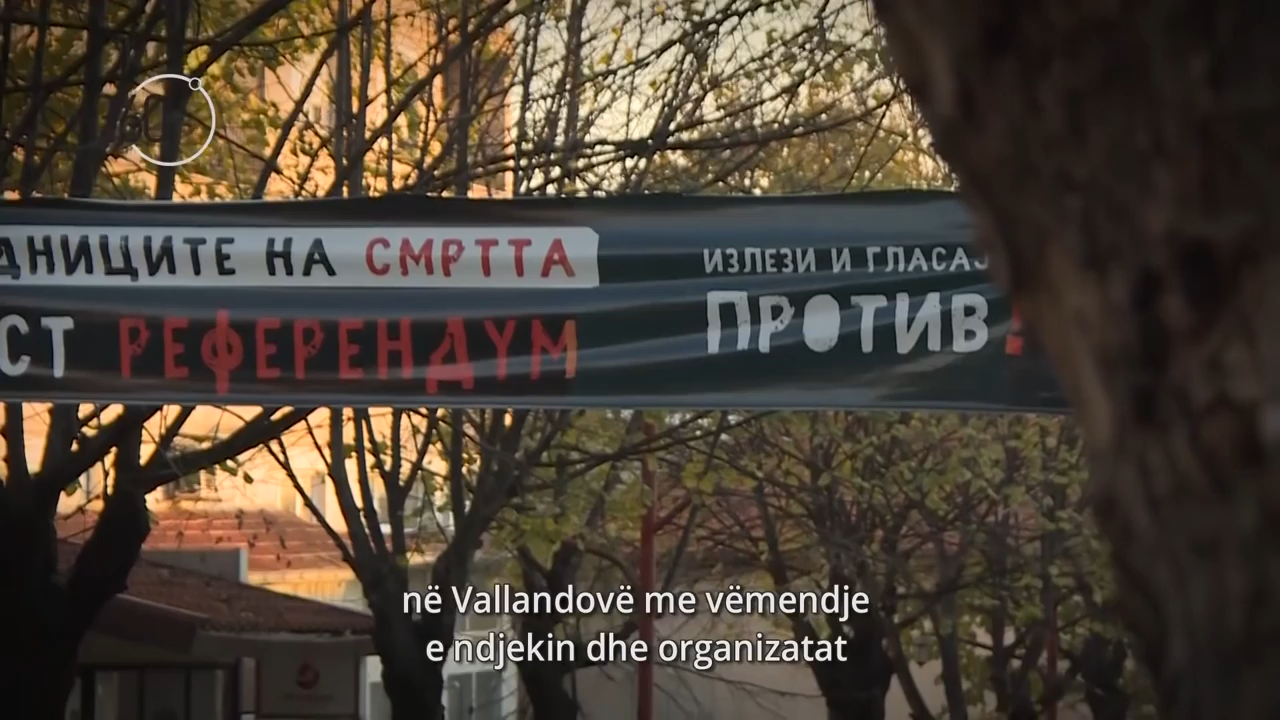 ДНИЦИТЕ НА СМРТТА
СТ РЕФЕРЕНДУМ
ИЗЛЕЗИ И ГЛАСАЈ
ПРОТИВ!
në Vallandovë me vëmendje
e ndjekin dhe organizatat